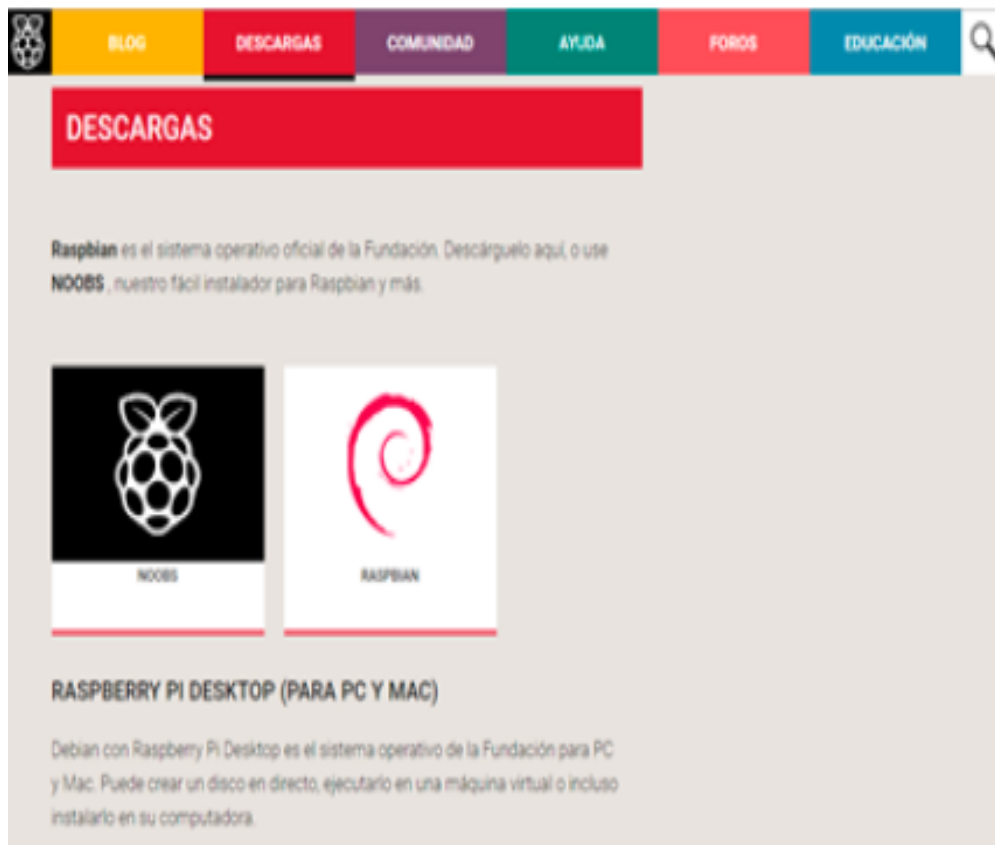 BLOG DESCARGAS COMUNIDAD AYUDA FOROS EDUCACIÓN
DESCARGAS
Raspbian es el sistema operativo oficial de la Fundación. Descárguelo aquí, o use
NOOBS , nuestro fácil instalador para Raspbian y más.
NOOBS RASPBIAN
RASPBERRY PI DESKTOP (PARA PC Y MAC)
Debian con Raspberry Pi Desktop es el sistema operativo de la Fundación para PC
y Mac. Puede crear un disco en directo, ejecutarlo en una máquina virtual o incluso
instalarlo en su computadora.